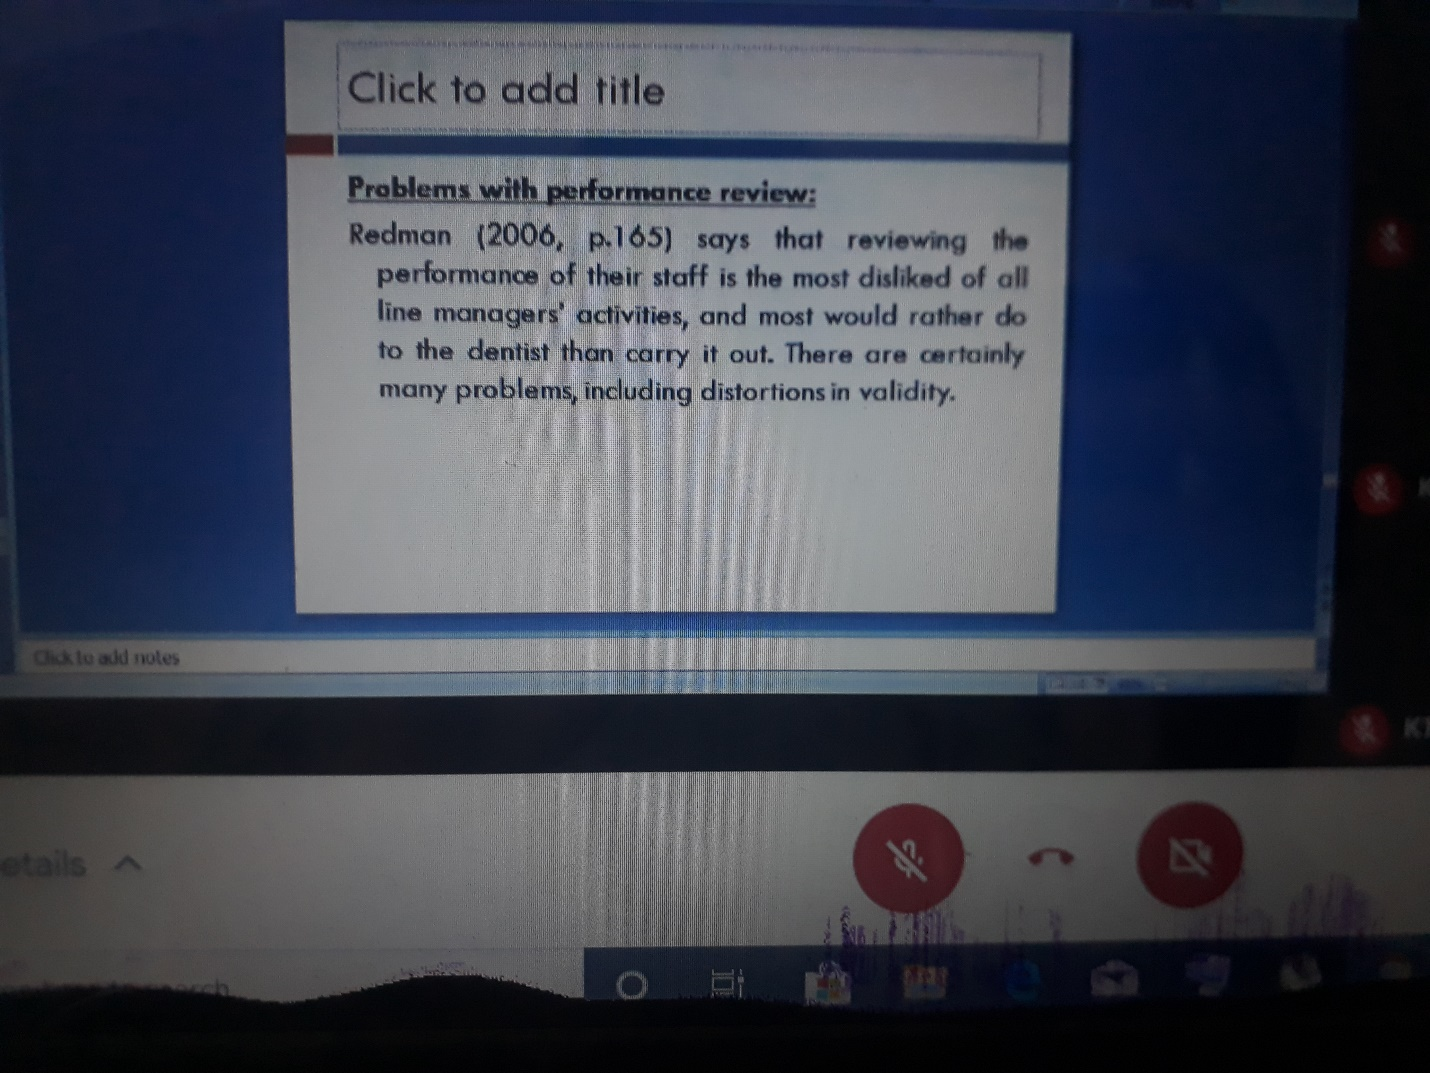 Click to add title
Problems with performance review:
Redman (2006, p.165) says that reviewing the
performance of their staff is the most disliked of all
line managers' activities, and most would rather do
to the dentist than carry it out. There are certainly
many problems, including distortions in validity.
Click to add notes
etails